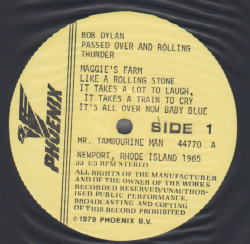 BOB DYLAN
PASSED OVER AND ROLLING
THUNDER
MAGGIE'S FARM
LIKE A ROLLING STONE
IT TAKES A LOT TO LAUGH,
IT TAKES A TRAIN TO CRY
IT'S ALL OVER NOW BABY BLUE
SIDE 1
MR. TAMBOURINE MAN 44770 A
NEWPORT, RHODE ISLAND 1965
33 1/3 RPM STEREO
PHOENIX
ALL RIGHTS OF THE MANUFACTURER
AND OF THE OWNER OF THE WORKS
RECORDED RESERVED/UNAUTHOR-
ISED PUBLIC PERFORMANCE,
BROADCASTING AND COPYING
OF THIS RECORD PROHIBITED
©1979 PHOENIX B.V.